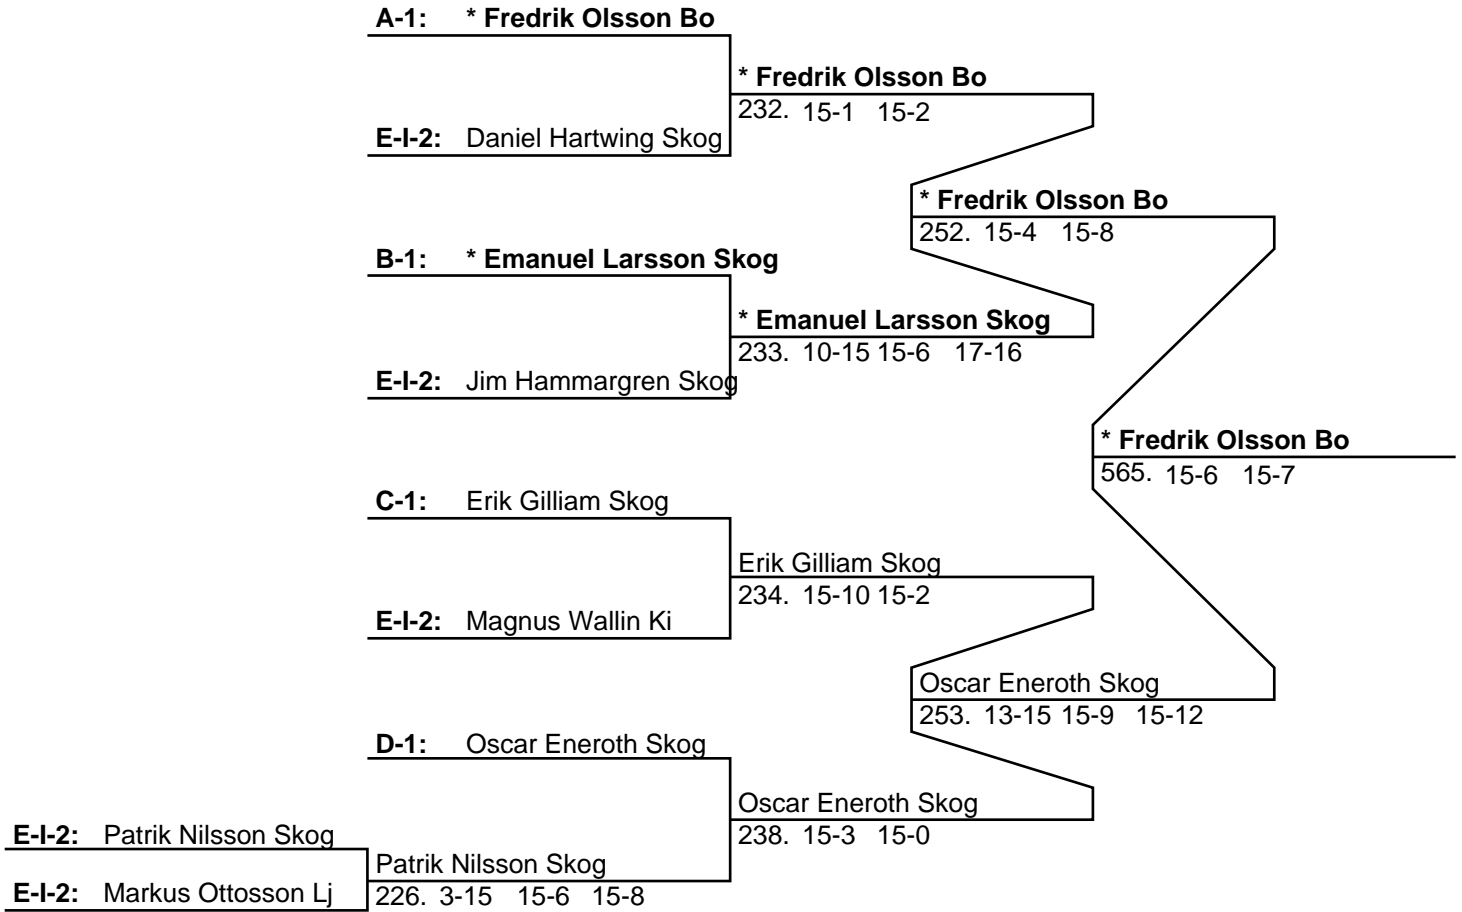 A-1: * Fredrik Olsson Bo
* Fredrik Olsson Bo
232. 15-1 15-2
E-I-2: Daniel Hartwing Skog
* Fredrik Olsson Bo
252. 15-4 15-8
B-1: * Emanuel Larsson Skog
* Emanuel Larsson Skog
233. 10-15 15-6 17-16
E-I-2: Jim Hammargren Skog
* Fredrik Olsson Bo
565. 15-6 15-7
C-1: Erik Gilliam Skog
Erik Gilliam Skog
234. 15-10 15-2
E-I-2: Magnus Wallin Ki
Oscar Eneroth Skog
253. 13-15 15-9 15-12
D-1: Oscar Eneroth Skog
Oscar Eneroth Skog
238. 15-3 15-0
E-I-2: Patrik Nilsson Skog
Patrik Nilsson Skog
226. 3-15 15-6 15-8
E-I-2: Markus Ottosson Lj